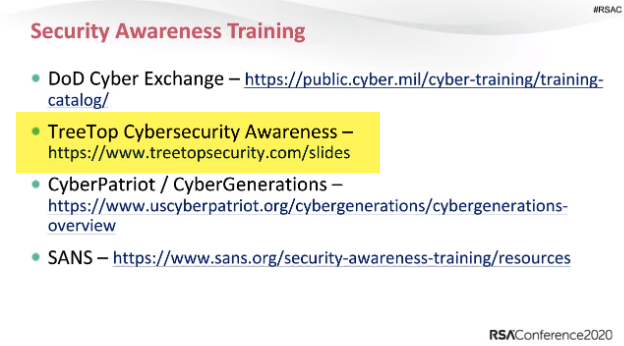 #RSAC
Security Awareness Training
• DoD Cyber Exchange – https://public.cyber.mil/cyber-training/training-
catalog/
• TreeTop Cybersecurity Awareness –
https://www.treetopsecurity.com/slides
• CyberPatriot / CyberGenerations –
https://www.uscyberpatriot.org/cybergenerations/cybergenerations-
overview
• SANS – https://www.sans.org/security-awareness-training/resources
RSAConference2020